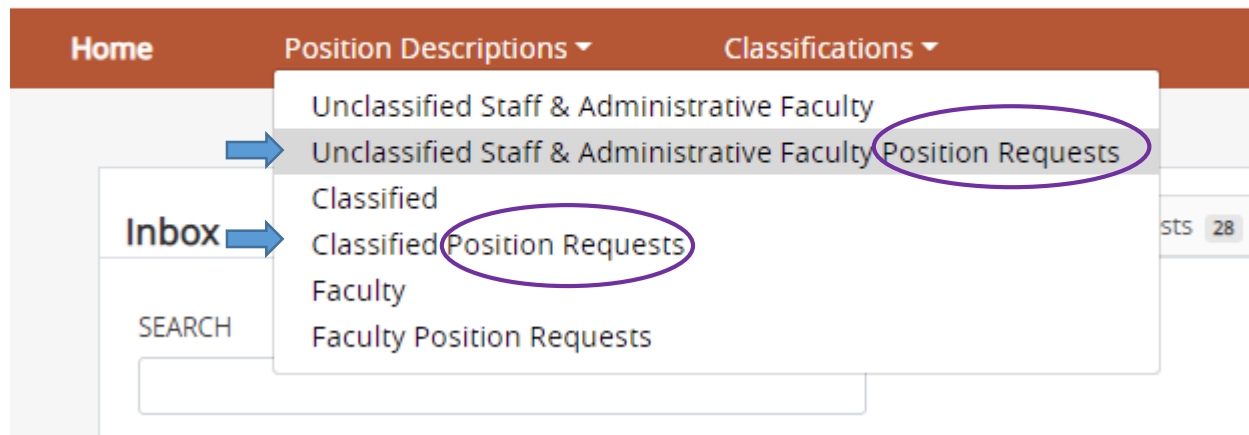 Home Position Descriptions Classifications
Unclassified Staff & Administrative Faculty
Unclassified Staff & Administrative Faculty Position Requests
Classified
Inbox
sts 28
Classified Position Requests
Faculty
SEARCH
Faculty Position Requests